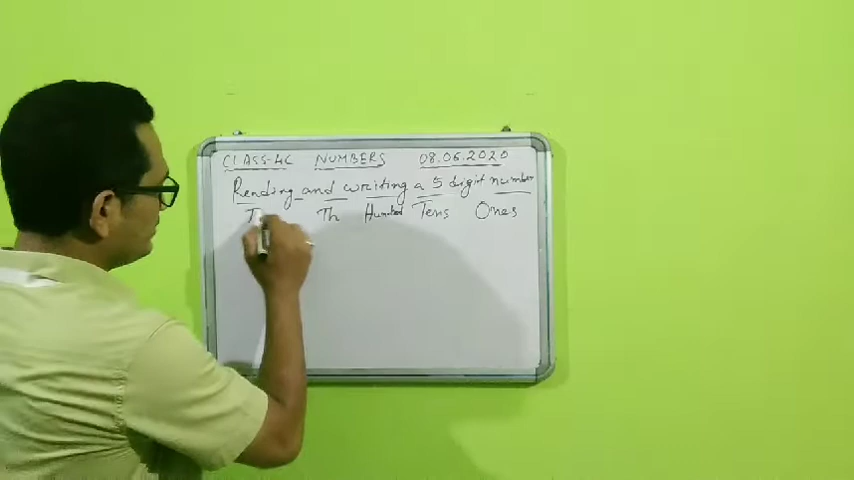 CLASS-4C NUMBERS 08.06.2020
Reading and writing a 5 digit number
T Th Hundred Tens Ones